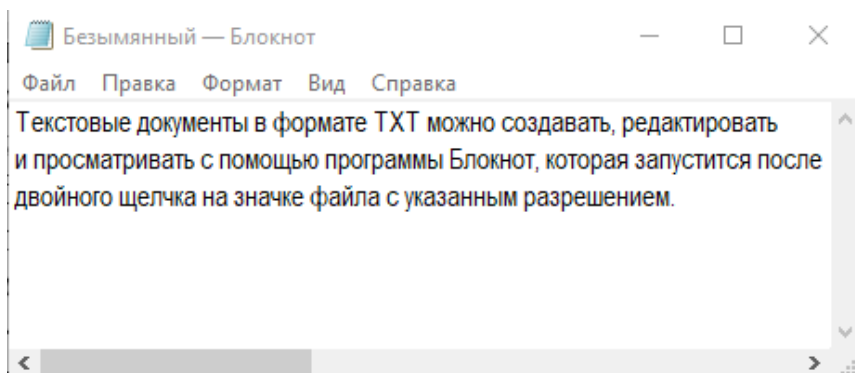 Безымянный — Блокнот
Файл Правка Формат Вид Справка
Текстовые документы в формате TXT можно создавать, редактировать
и просматривать с помощью программы Блокнот, которая запустится после
двойного щелчка на значке файла с указанным разрешением.